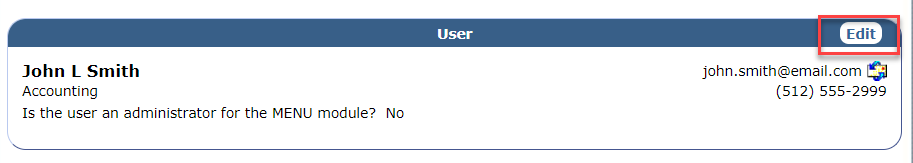 User Edit
John L Smith john.smith@email.com
Accounting (512) 555-2999
Is the user an administrator for the MENU module? No